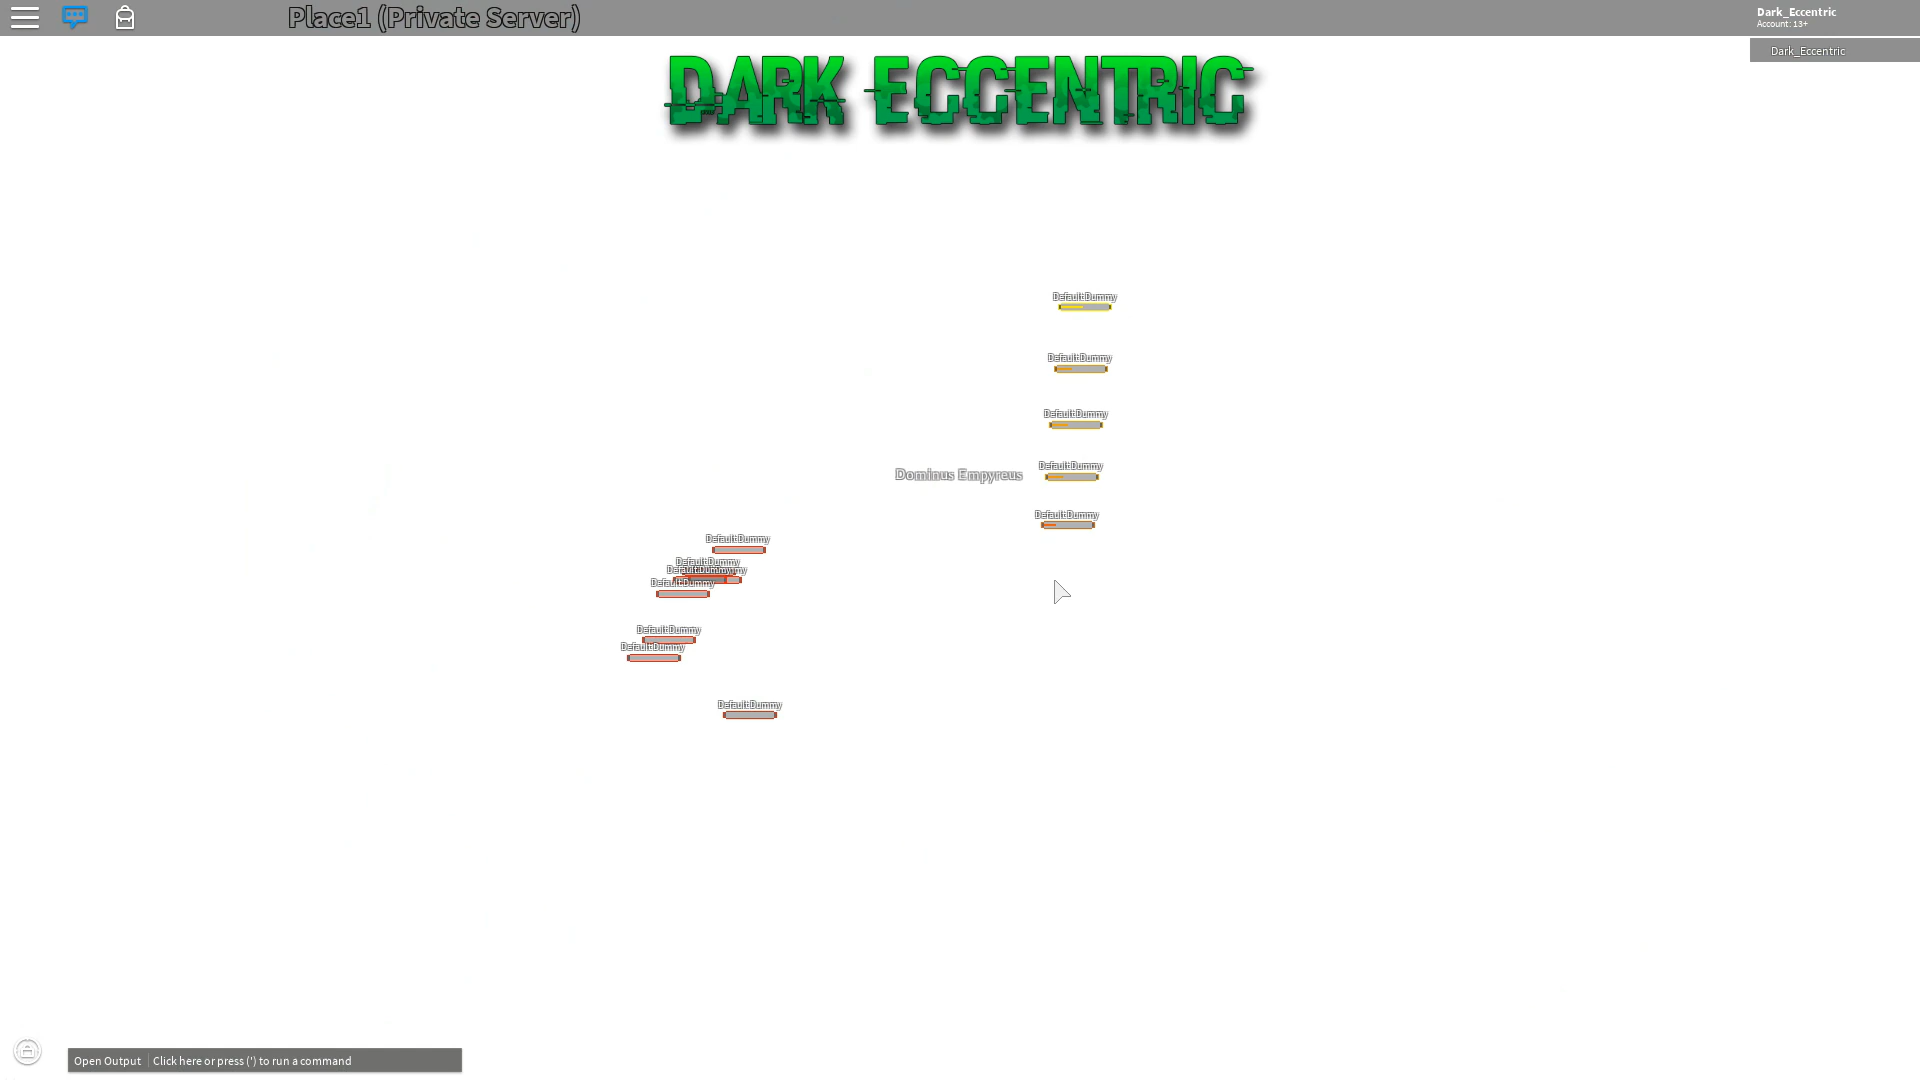 Place1 (Private Server)
Dark_Eccentric
Account: 13+
Dark_Eccentric
DARK ECCENTRIC
Default Dummy
Default Dummy
Default Dummy
Default Dummy
Dominus Empyreus
Default Dummy
Default Dummy
Default Dummy
Default Dummy
Default Dummy
Default Dummy
Default Dummy
Open Output
Click here or press (') to run a command